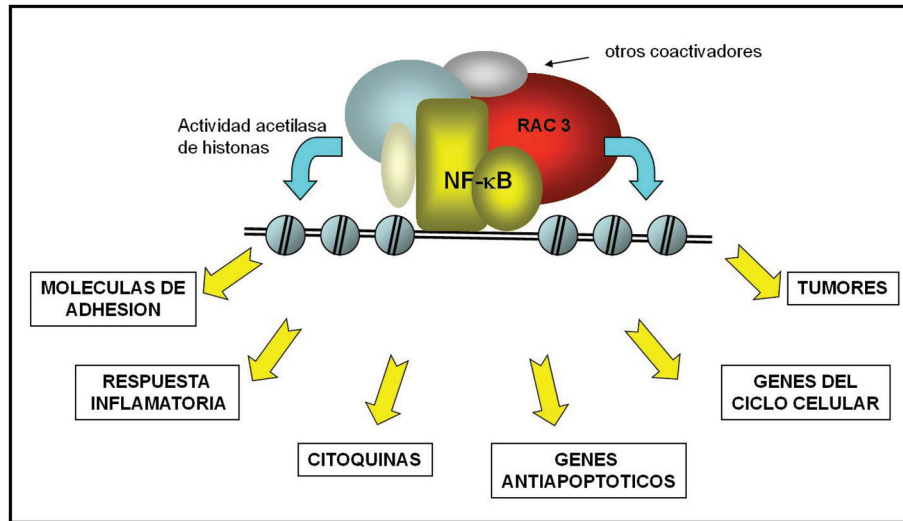 otros coactivadores
Actividad acetilasa
de histonas
RAC 3
NF-κB
MOLECULAS DE
ADHESION
TUMORES
RESPUESTA
INFLAMATORIA
GENES DEL
CICLO CELULAR
CITOQUINAS
GENES
ANTIAPOPTOTICOS